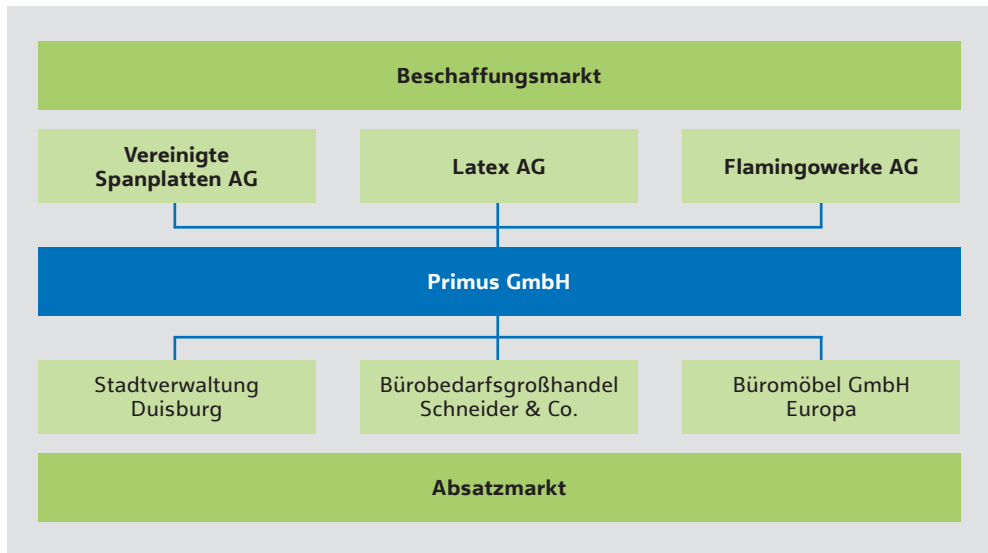 Beschaffungsmarkt
Vereinigte
Spanplatten AG
Latex AG
Flamingowerke AG
Primus GmbH
Stadtverwaltung
Duisburg
Bürobedarfsgroßhandel
Schneider & Co.
Büromöbel GmbH
Europa
Absatzmarkt